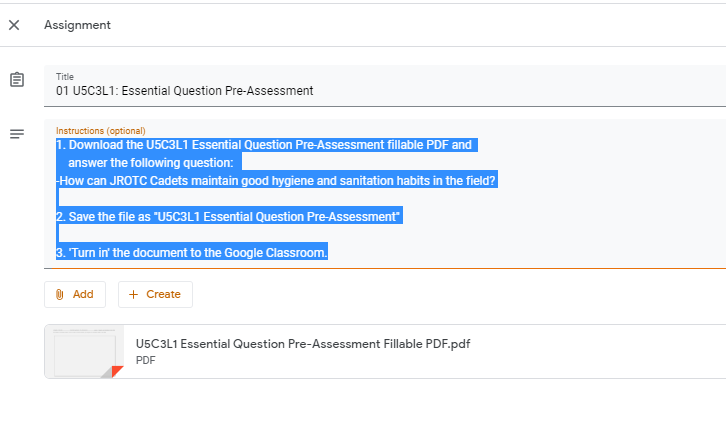 Assignment
Title
01 U5C3L1: Essential Question Pre-Assessment
Instructions (optional)
1. Download the U5C3L1 Essential Question Pre-Assessment fillable PDF and
answer the following question:
-How can JROTC Cadets maintain good hygiene and sanitation habits in the field?
2. Save the file as "U5C3L1 Essential Question Pre-Assessment"
3. 'Turn in' the document to the Google Classroom.
Add
Create
U5C3L1 Essential Question Pre-Assessment Fillable PDF.pdf
PDF